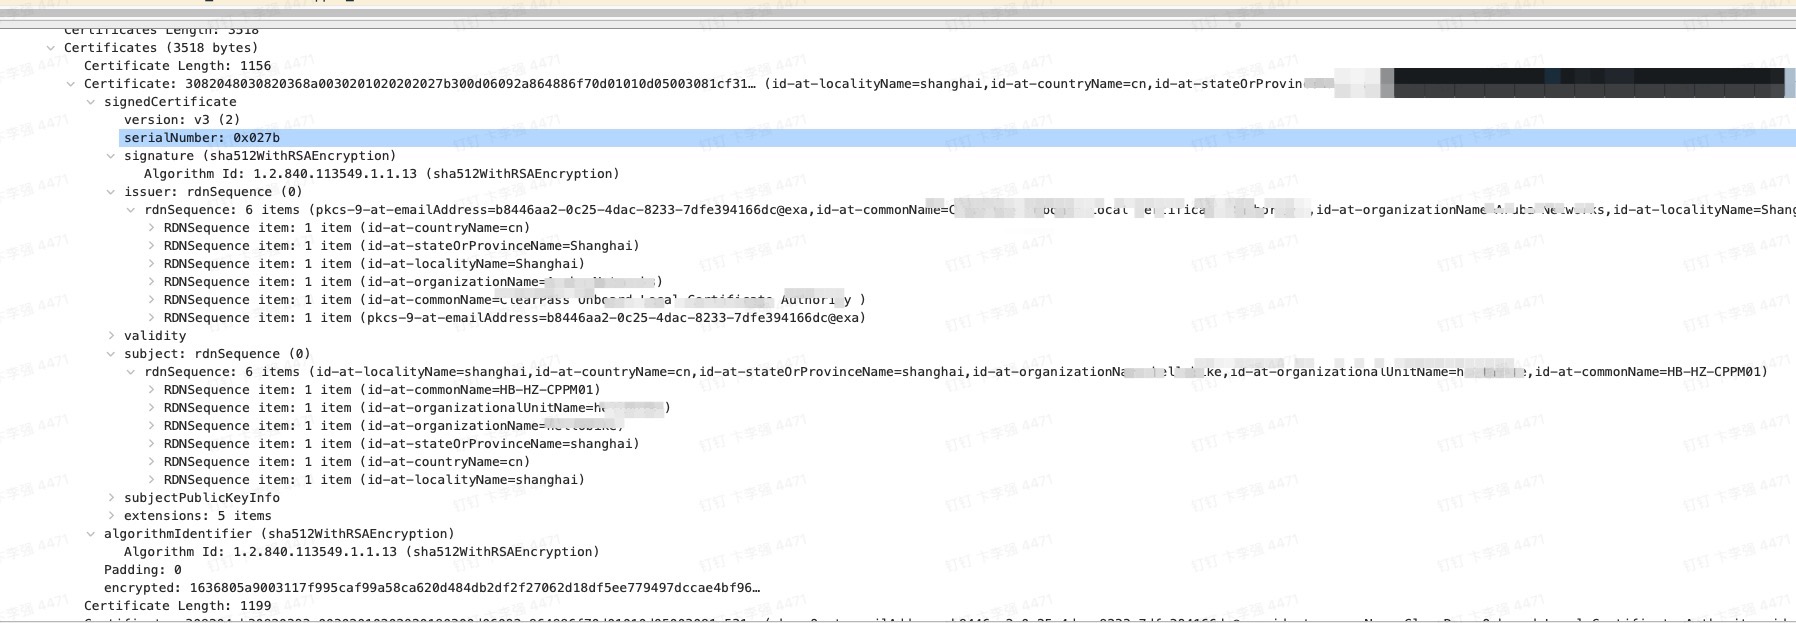 Certificates Length: 3518
Certificates (3518 bytes)
Certificate Length: 1156
Certificate: 3082048030820368a0030201020202027b300d06092a864886f70d01010d05003081cf31… (id-at-localityName=shanghai,id-at-countryName=cn,id-at-stateOrProvin
signedCertificate
version: v3 (2)
serialNumber: 0x027b
signature (sha512WithRSAEncryption)
Algorithm Id: 1.2.840.113549.1.1.13 (sha512WithRSAEncryption)
issuer: rdnSequence (0)
rdnSequence: 6 items (pkcs-9-at-emailAddress=b8446aa2-0c25-4dac-8233-7dfe394166dc@exa,id-at-commonName=C ,id-at-organizationName=Aruba Networks,id-at-localityName=Shang
RDNSequence item: 1 item (id-at-countryName=cn)
RDNSequence item: 1 item (id-at-stateOrProvinceName=Shanghai)
RDNSequence item: 1 item (id-at-localityName=Shanghai)
RDNSequence item: 1 item (id-at-organizationName= )
RDNSequence item: 1 item (id-at-commonName=ClearPass Onboard Local Certificate Authority )
RDNSequence item: 1 item (pkcs-9-at-emailAddress=b8446aa2-0c25-4dac-8233-7dfe394166dc@exa)
validity
subject: rdnSequence (0)
rdnSequence: 6 items (id-at-localityName=shanghai,id-at-countryName=cn,id-at-stateOrProvinceName=shanghai,id-at-organizationNa ,id-at-organizationalUnitName=h e,id-at-commonName=HB-HZ-CPPM01)
RDNSequence item: 1 item (id-at-commonName=HB-HZ-CPPM01)
RDNSequence item: 1 item (id-at-organizationalUnitName=h )
RDNSequence item: 1 item (id-at-organizationName= )
RDNSequence item: 1 item (id-at-stateOrProvinceName=shanghai)
RDNSequence item: 1 item (id-at-countryName=cn)
RDNSequence item: 1 item (id-at-localityName=shanghai)
subjectPublicKeyInfo
extensions: 5 items
algorithmIdentifier (sha512WithRSAEncryption)
Algorithm Id: 1.2.840.113549.1.1.13 (sha512WithRSAEncryption)
Padding: 0
encrypted: 1636805a9003117f995caf99a58ca620d484db2df2f27062d18df5ee779497dccae4bf96…
Certificate Length: 1199